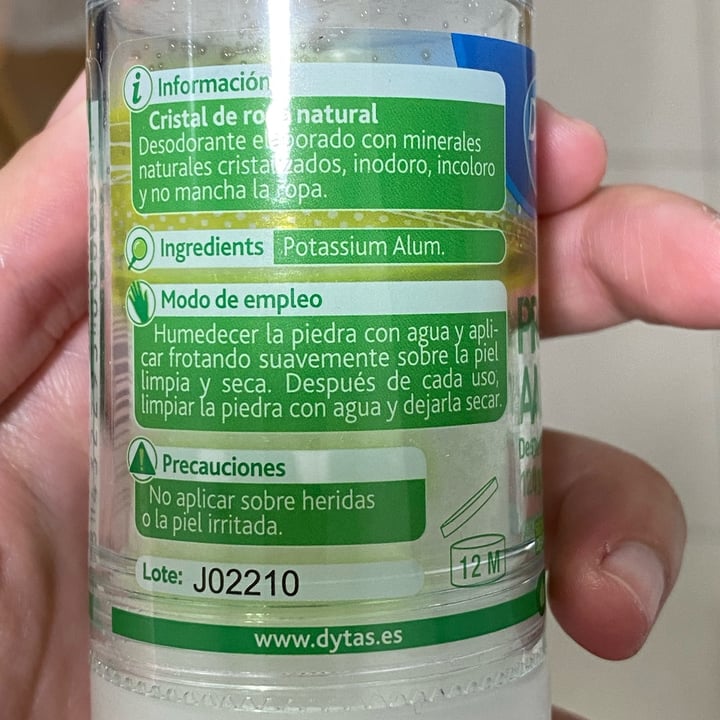 i Información
Cristal de roca natural
Desodorante elaborado con minerales
naturales cristalizados, inodoro, incoloro
y no mancha la ropa.
Ingredients Potassium Alum.
Modo de empleo
Humedecer la piedra con agua y apli-
car frotando suavemente sobre la piel
limpia y seca. Después de cada uso,
limpiar la piedra con agua y dejarla secar.
Precauciones
No aplicar sobre heridas
o la piel irritada.
12 M
Lote: J02210
www.dytas.es